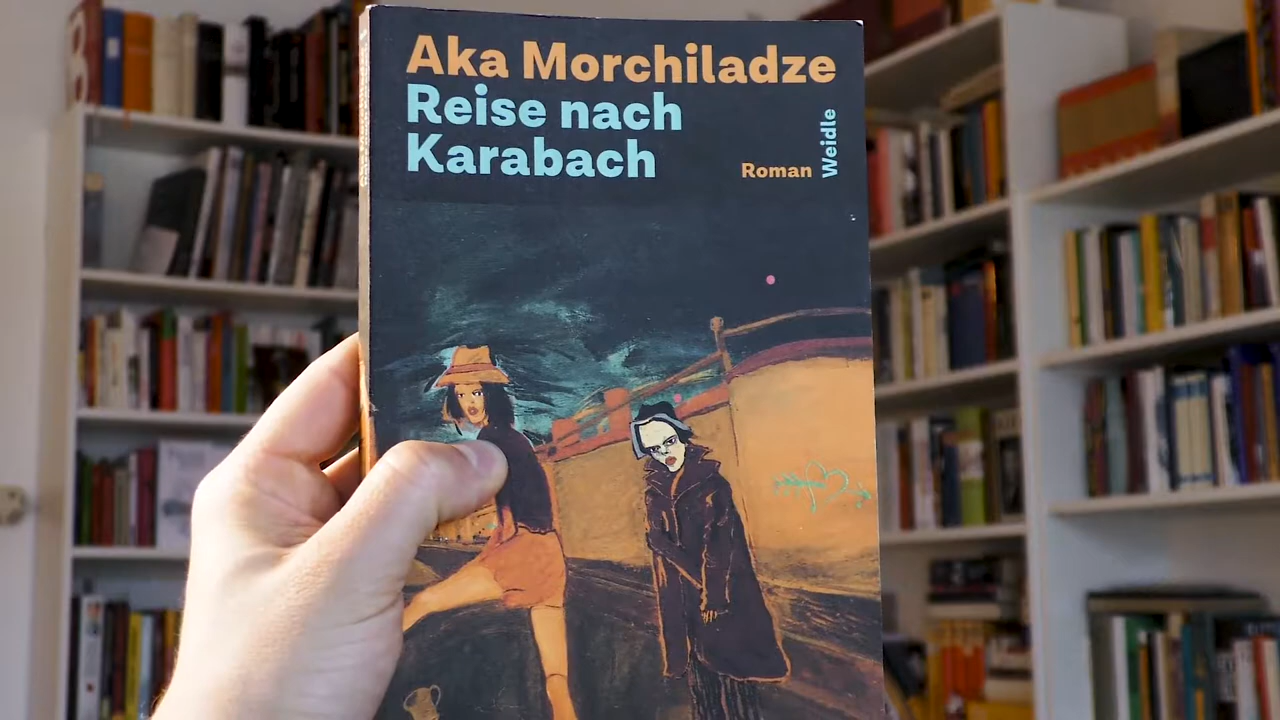 Aka Morchiladze
Reise nach
Karabach
Roman
Weidle